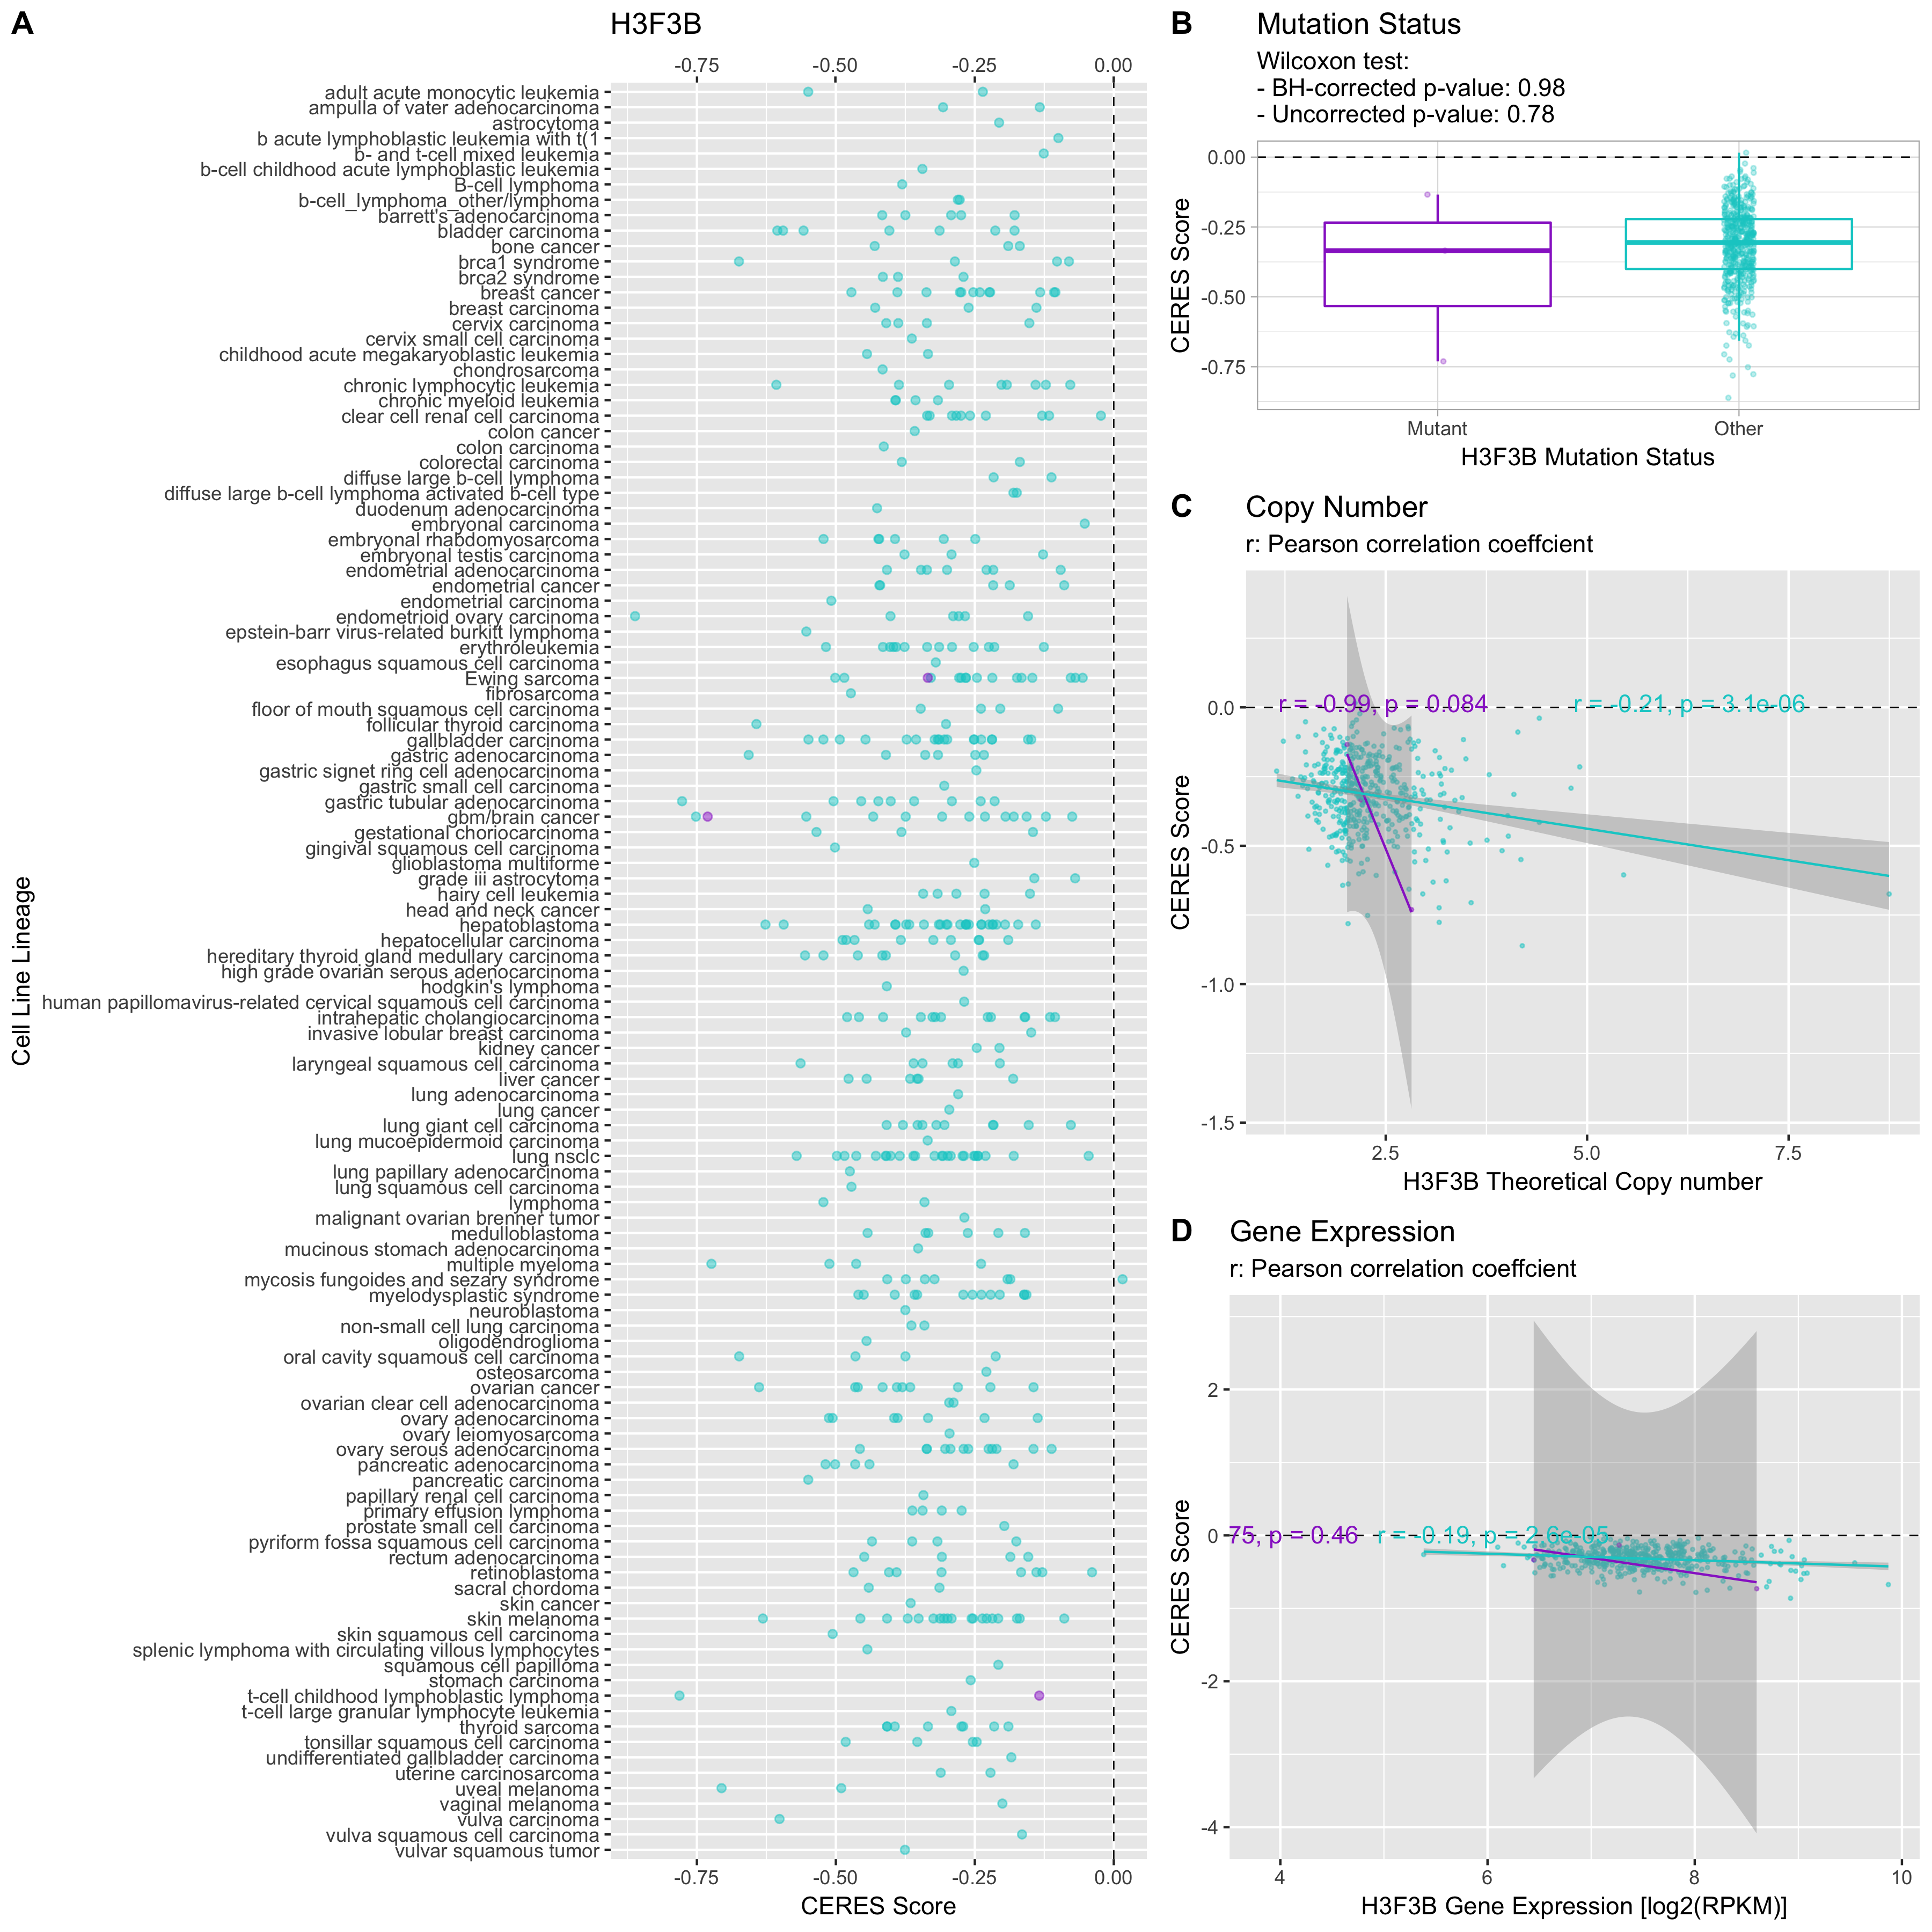 A
H3F3B
-0.75 -0.50 -0.25 0.00
Cell Line Lineage
adult acute monocytic leukemia
ampulla of vater adenocarcinoma
astrocytoma
b acute lymphoblastic leukemia with t(1
b- and t-cell mixed leukemia
b-cell childhood acute lymphoblastic leukemia
B-cell lymphoma
b-cell_lymphoma_other/lymphoma
barrett's adenocarcinoma
bladder carcinoma
bone cancer
brca1 syndrome
brca2 syndrome
breast cancer
breast carcinoma
cervix carcinoma
cervix small cell carcinoma
childhood acute megakaryoblastic leukemia
chondrosarcoma
chronic lymphocytic leukemia
chronic myeloid leukemia
clear cell renal cell carcinoma
colon cancer
colon carcinoma
colorectal carcinoma
diffuse large b-cell lymphoma
diffuse large b-cell lymphoma activated b-cell type
duodenum adenocarcinoma
embryonal carcinoma
embryonal rhabdomyosarcoma
embryonal testis carcinoma
endometrial adenocarcinoma
endometrial cancer
endometrial carcinoma
endometrioid ovary carcinoma
epstein-barr virus-related burkitt lymphoma
erythroleukemia
esophagus squamous cell carcinoma
Ewing sarcoma
fibrosarcoma
floor of mouth squamous cell carcinoma
follicular thyroid carcinoma
gallbladder carcinoma
gastric adenocarcinoma
gastric signet ring cell adenocarcinoma
gastric small cell carcinoma
gastric tubular adenocarcinoma
gbm/brain cancer
gestational choriocarcinoma
gingival squamous cell carcinoma
glioblastoma multiforme
grade iii astrocytoma
hairy cell leukemia
head and neck cancer
hepatoblastoma
hepatocellular carcinoma
hereditary thyroid gland medullary carcinoma
high grade ovarian serous adenocarcinoma
hodgkin's lymphoma
human papillomavirus-related cervical squamous cell carcinoma
intrahepatic cholangiocarcinoma
invasive lobular breast carcinoma
kidney cancer
laryngeal squamous cell carcinoma
liver cancer
lung adenocarcinoma
lung cancer
lung giant cell carcinoma
lung mucoepidermoid carcinoma
lung nsclc
lung papillary adenocarcinoma
lung squamous cell carcinoma
lymphoma
malignant ovarian brenner tumor
medulloblastoma
mucinous stomach adenocarcinoma
multiple myeloma
mycosis fungoides and sezary syndrome
myelodysplastic syndrome
neuroblastoma
non-small cell lung carcinoma
oligodendroglioma
oral cavity squamous cell carcinoma
osteosarcoma
ovarian cancer
ovarian clear cell adenocarcinoma
ovary adenocarcinoma
ovary leiomyosarcoma
ovary serous adenocarcinoma
pancreatic adenocarcinoma
pancreatic carcinoma
papillary renal cell carcinoma
primary effusion lymphoma
prostate small cell carcinoma
pyriform fossa squamous cell carcinoma
rectum adenocarcinoma
retinoblastoma
sacral chordoma
skin cancer
skin melanoma
skin squamous cell carcinoma
splenic lymphoma with circulating villous lymphocytes
squamous cell papilloma
stomach carcinoma
t-cell childhood lymphoblastic lymphoma
t-cell large granular lymphocyte leukemia
thyroid sarcoma
tonsillar squamous cell carcinoma
undifferentiated gallbladder carcinoma
uterine carcinosarcoma
uveal melanoma
vaginal melanoma
vulva carcinoma
vulva squamous cell carcinoma
vulvar squamous tumor
-0.75 -0.50 -0.25 0.00
CERES Score
B
Mutation Status
Wilcoxon test:
- BH-corrected p-value: 0.98
- Uncorrected p-value: 0.78
CERES Score
0.00
-0.25
-0.50
-0.75
Mutant Other
H3F3B Mutation Status
C
Copy Number
r: Pearson correlation coeffcient
CERES Score
0.0
-0.5
-1.0
-1.5
r = -0.99, p = 0.084
r = -0.21, p = 3.1e-06
2.5 5.0 7.5
H3F3B Theoretical Copy number
D
Gene Expression
r: Pearson correlation coeffcient
CERES Score
2
0
-2
-4
75, p = 0.46
r = -0.19, p = 2.6e-05
4 6 8 10
H3F3B Gene Expression [log2(RPKM)]